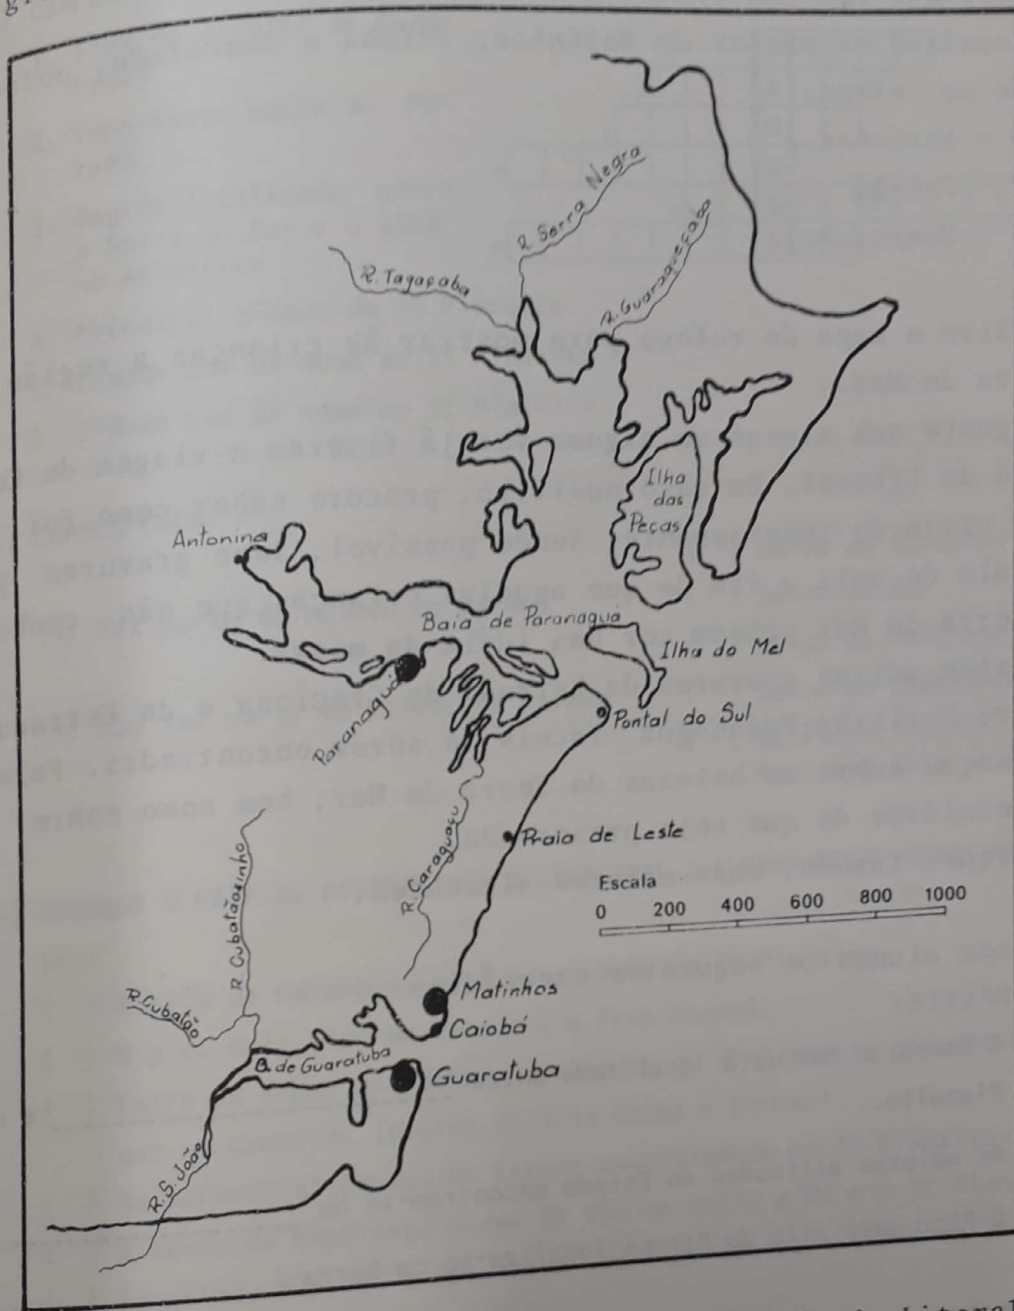 R. Serra Negra
R. Guaraqueçaba
R. Tagaçaba
Ilha
das
Peças
Antonina
Baía de Paranaguá
Ilha do Mel
Paranaguá
Pontal do Sul
Praia de Leste
R. Caraguaçu
Escala
0 200 400 600 800 1000
R. Cubatãozinho
R. Cubatão
Matinhos
Caiobá
B. de Guaratuba
Guaratuba
R. S. João